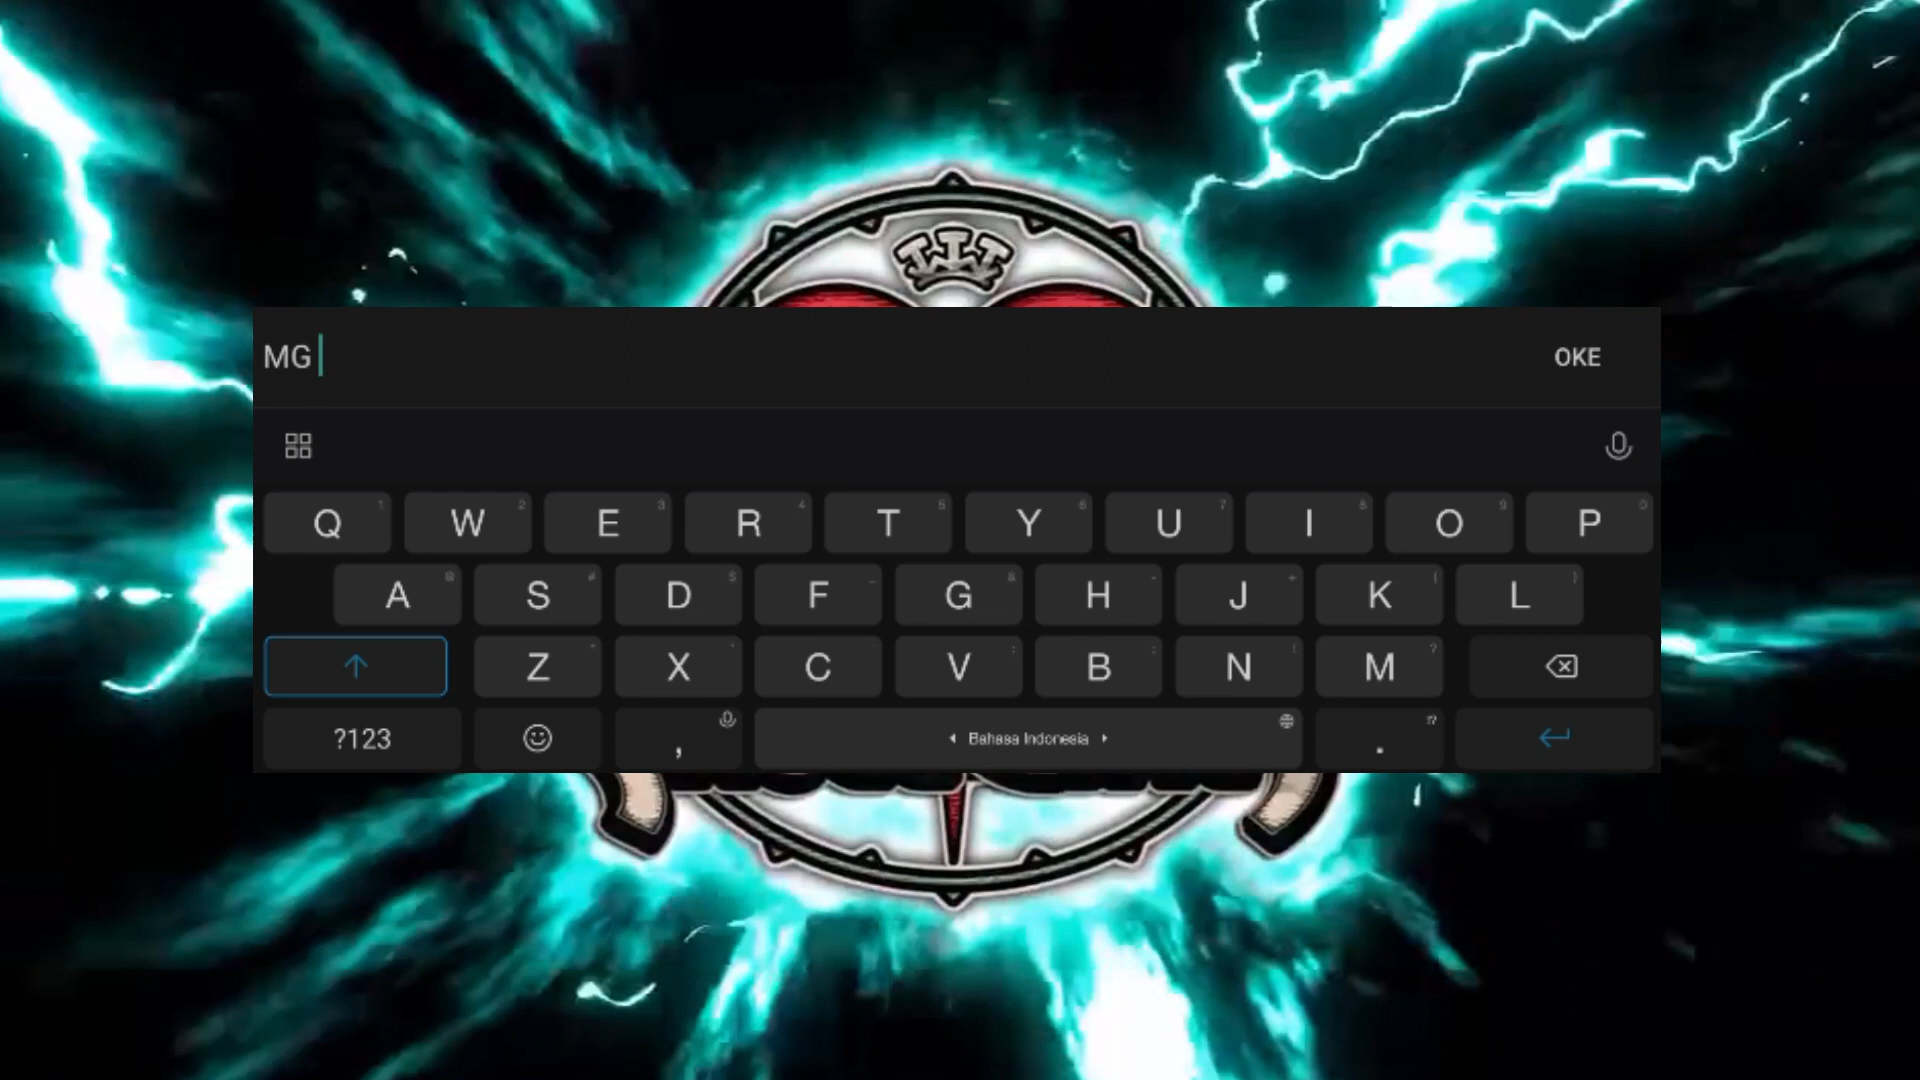 MG
OKE
Q W E R T Y U I O P
A S D F G H J K L
Z X C V B N M
?123 , Bahasa Indonesia .